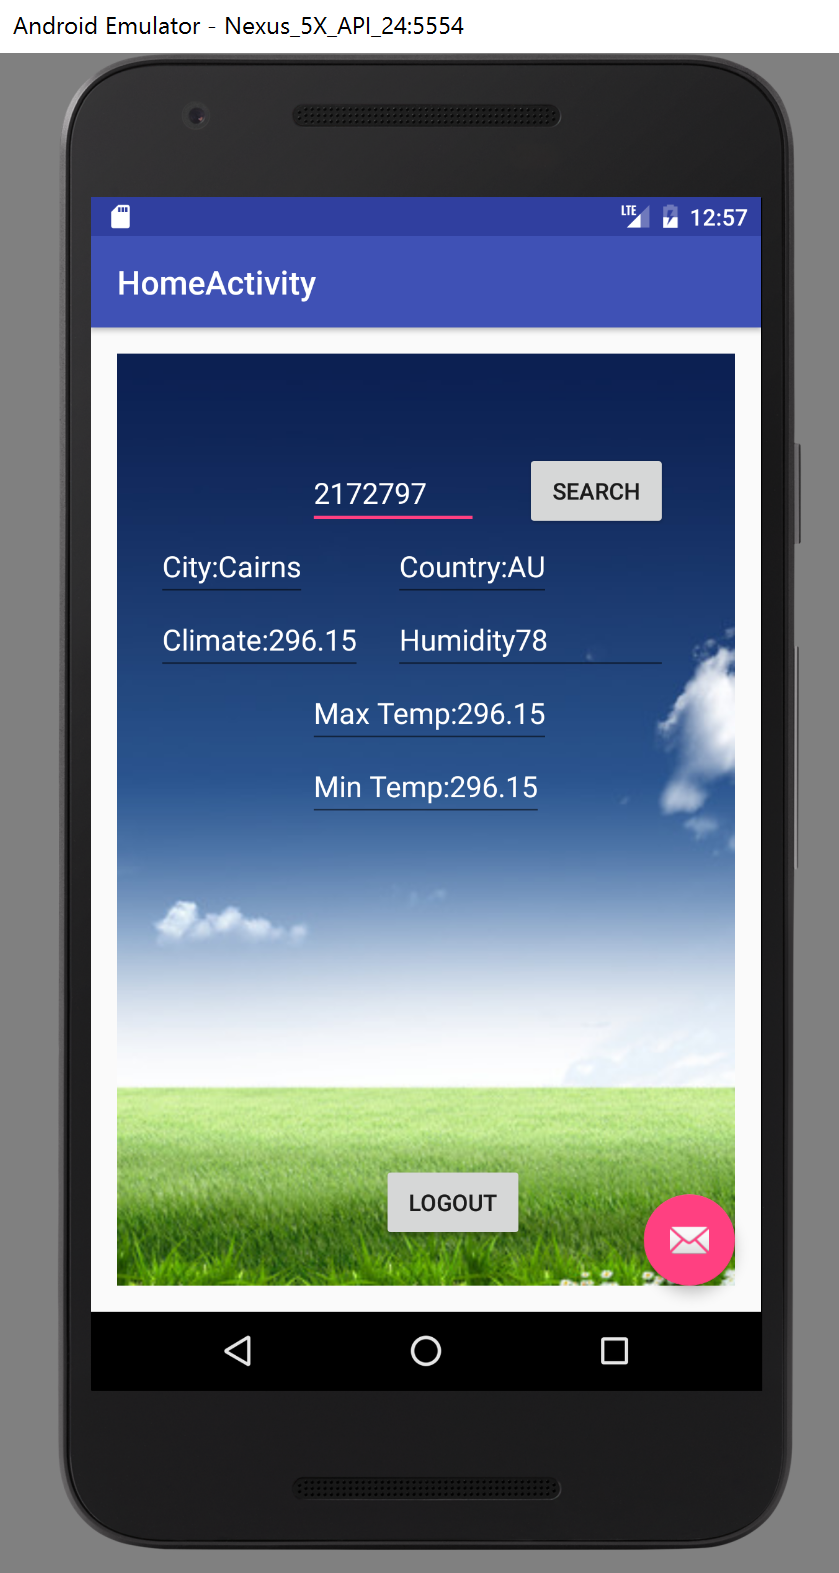 Android Emulator - Nexus_5X_API_24:5554
LTE 12:57
HomeActivity
2172797 SEARCH
City:Cairns Country:AU
Climate:296.15 Humidity78
Max Temp:296.15
Min Temp:296.15
LOGOUT